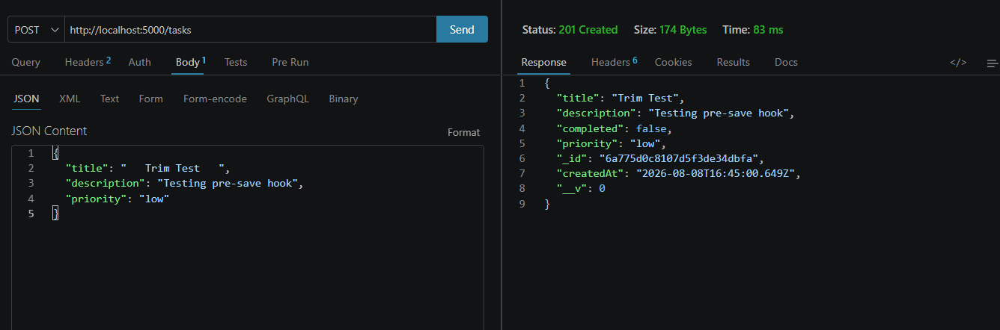 POST http://localhost:5000/tasks Send
Query Headers 2 Auth Body 1 Tests Pre Run
JSON XML Text Form Form-encode GraphQL Binary
JSON Content Format
1 {
2 "title": "   Trim Test   ",
3 "description": "Testing pre-save hook",
4 "priority": "low"
5 }
Status: 201 Created Size: 174 Bytes Time: 83 ms
Response Headers 6 Cookies Results Docs </>
1 {
2 "title": "Trim Test",
3 "description": "Testing pre-save hook",
4 "completed": false,
5 "priority": "low",
6 "_id": "6a775d0c8107d5f3de34dbfa",
7 "createdAt": "2026-08-08T16:45:00.649Z",
8 "__v": 0
9 }